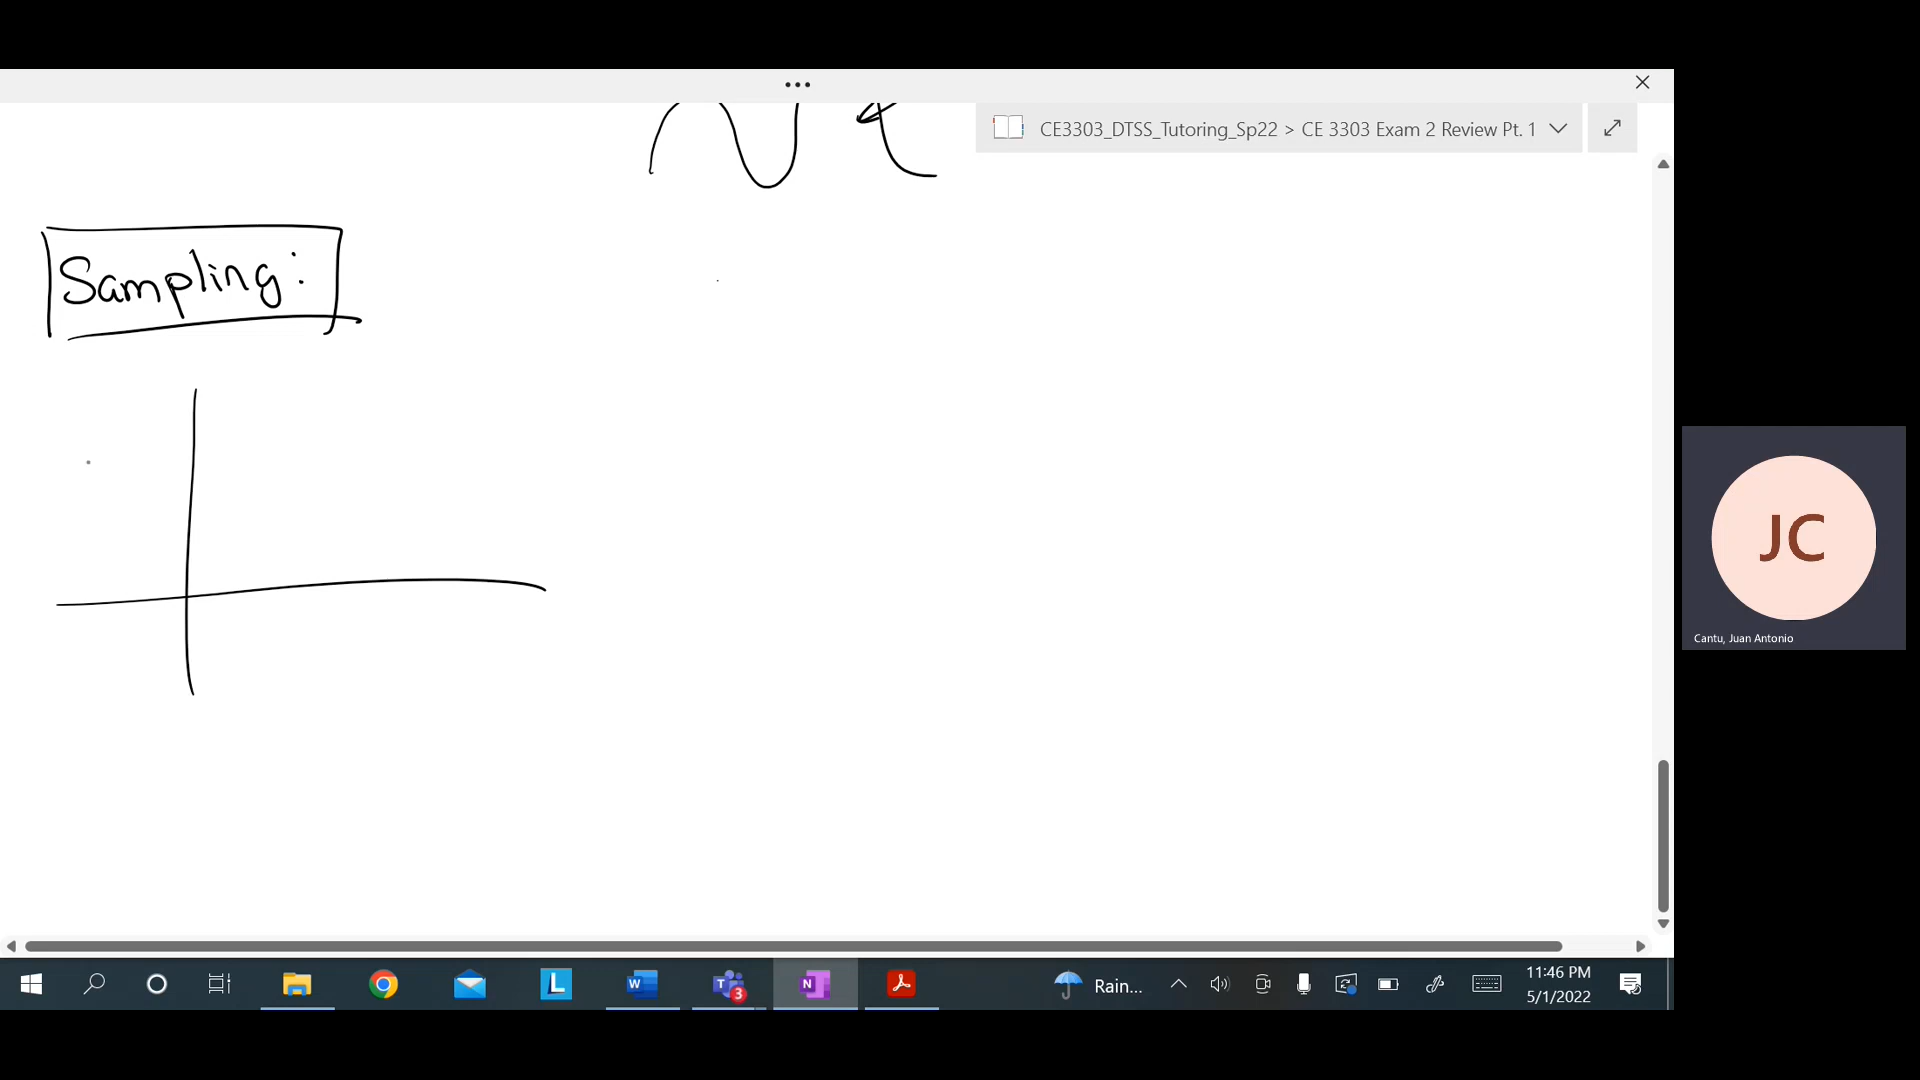 CE3303_DTSS_Tutoring_Sp22 > CE 3303 Exam 2 Review Pt. 1
Sampling:
JC
Cantu, Juan Antonio
L
W
T
3
N
Rain...
11:46 PM
5/1/2022